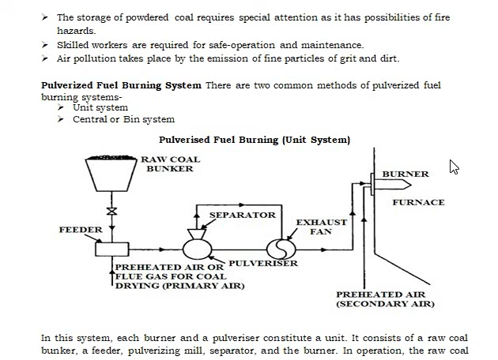 The storage of powdered coal requires special attention as it has possibilities of fire
hazards.
Skilled workers are required for safe-operation and maintenance.
Air pollution takes place by the emission of fine particles of grit and dirt.
Pulverized Fuel Burning System There are two common methods of pulverized fuel
burning systems-
Unit system
Central or Bin system
Pulverised Fuel Burning (Unit System)
RAW COAL
BUNKER
BURNER
FURNACE
SEPARATOR
EXHAUST
FAN
FEEDER
PULVERISER
PREHEATED AIR OR
FLUE GAS FOR COAL
DRYING (PRIMARY AIR)
PREHEATED AIR
(SECONDARY AIR)
In this system, each burner and a pulveriser constitute a unit. It consists of a raw coal
bunker, a feeder, pulverizing mill, separator, and the burner. In operation, the raw coal